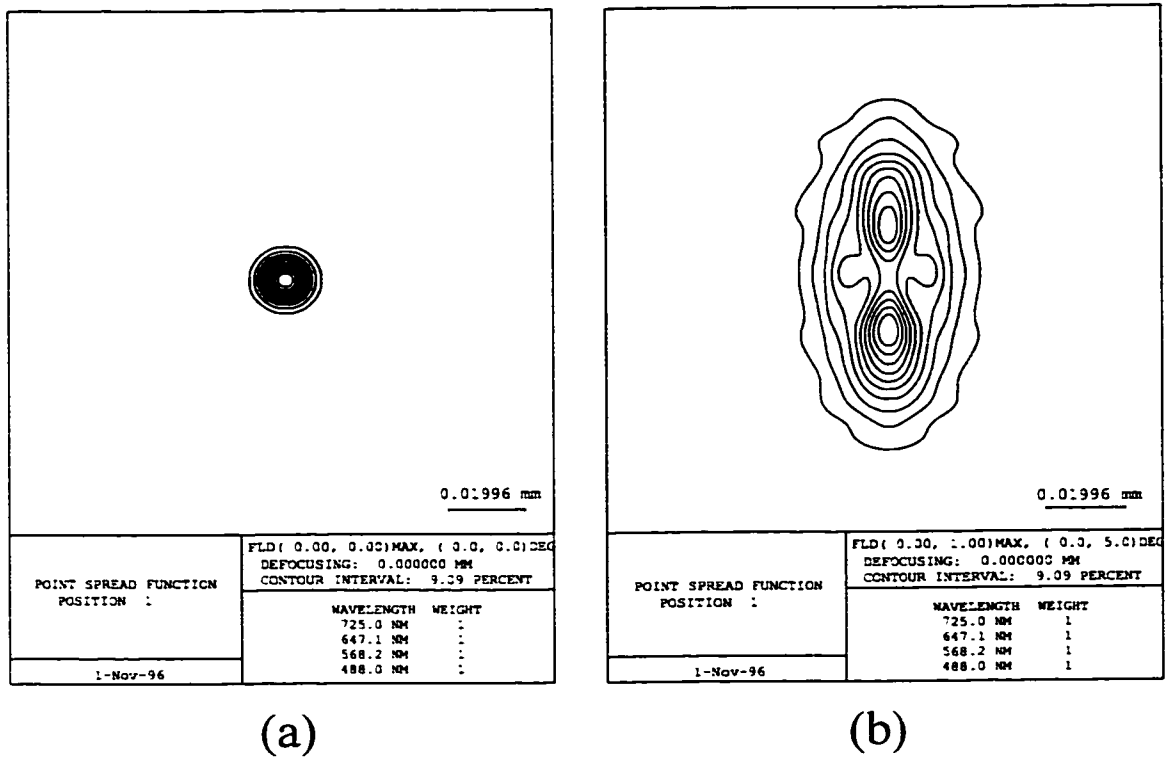 0.01996 mm
POINT SPREAD FUNCTION
POSITION 1
1-Nov-96
FLD( 0.00, 0.00)MAX, ( 0.0, 0.0)DEG
DEFOCUSING: 0.000000 MM
CONTOUR INTERVAL: 9.09 PERCENT
WAVELENGTH WEIGHT
725.0 NM 1
647.1 NM 1
568.2 NM 1
488.0 NM 1
(a)
0.01996 mm
POINT SPREAD FUNCTION
POSITION 1
1-Nov-96
FLD( 0.00, 1.00)MAX, ( 0.0, 5.0)DEG
DEFOCUSING: 0.000000 MM
CONTOUR INTERVAL: 9.09 PERCENT
WAVELENGTH WEIGHT
725.0 NM 1
647.1 NM 1
568.2 NM 1
488.0 NM 1
(b)